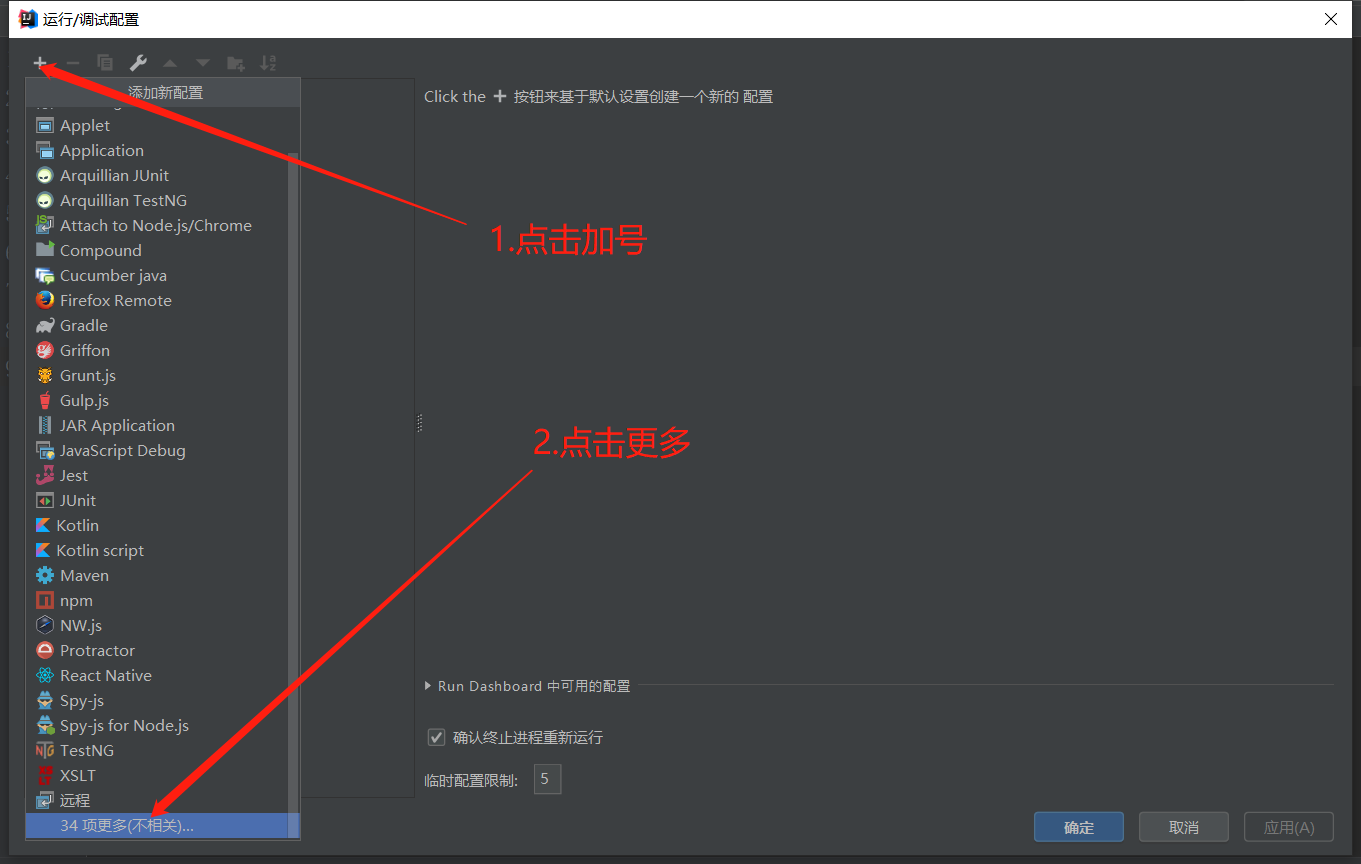 运行/调试配置
添加新配置
Click the + 按钮来基于默认设置创建一个新的 配置
Applet
Application
Arquillian JUnit
Arquillian TestNG
Attach to Node.js/Chrome
Compound
Cucumber java
Firefox Remote
Gradle
Griffon
Grunt.js
Gulp.js
JAR Application
JavaScript Debug
Jest
JUnit
Kotlin
Kotlin script
Maven
npm
NW.js
Protractor
React Native
Spy-js
Spy-js for Node.js
TestNG
XSLT
远程
34 项更多(不相关)...
1.点击加号
2.点击更多
Run Dashboard 中可用的配置
确认终止进程重新运行
临时配置限制: 5
确定 取消 应用(A)